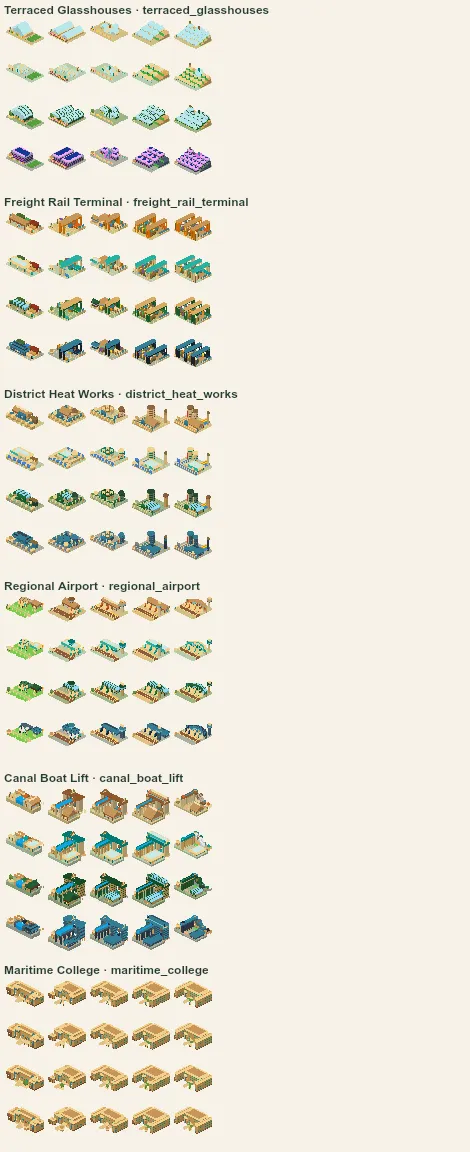 Terraced Glasshouses · terraced_glasshouses
Freight Rail Terminal · freight_rail_terminal
District Heat Works · district_heat_works
Regional Airport · regional_airport
Canal Boat Lift · canal_boat_lift
Maritime College · maritime_college